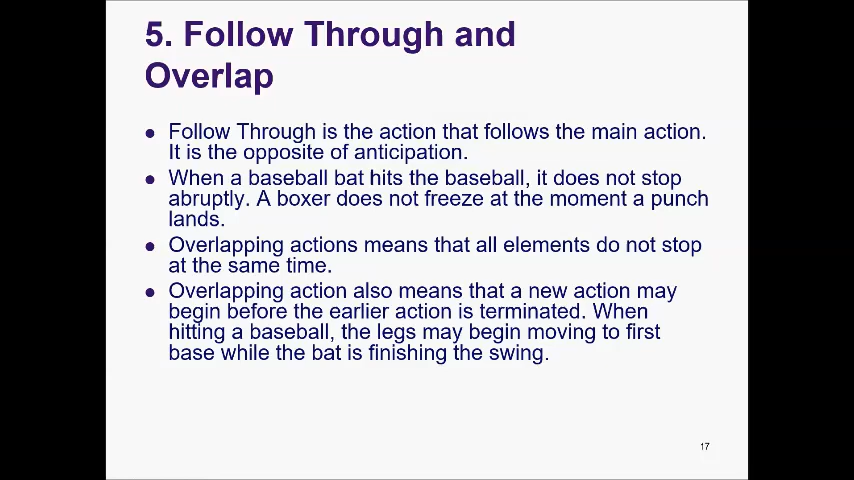 5. Follow Through and
Overlap
• Follow Through is the action that follows the main action.
It is the opposite of anticipation.
• When a baseball bat hits the baseball, it does not stop
abruptly. A boxer does not freeze at the moment a punch
lands.
• Overlapping actions means that all elements do not stop
at the same time.
• Overlapping action also means that a new action may
begin before the earlier action is terminated. When
hitting a baseball, the legs may begin moving to first
base while the bat is finishing the swing.
17